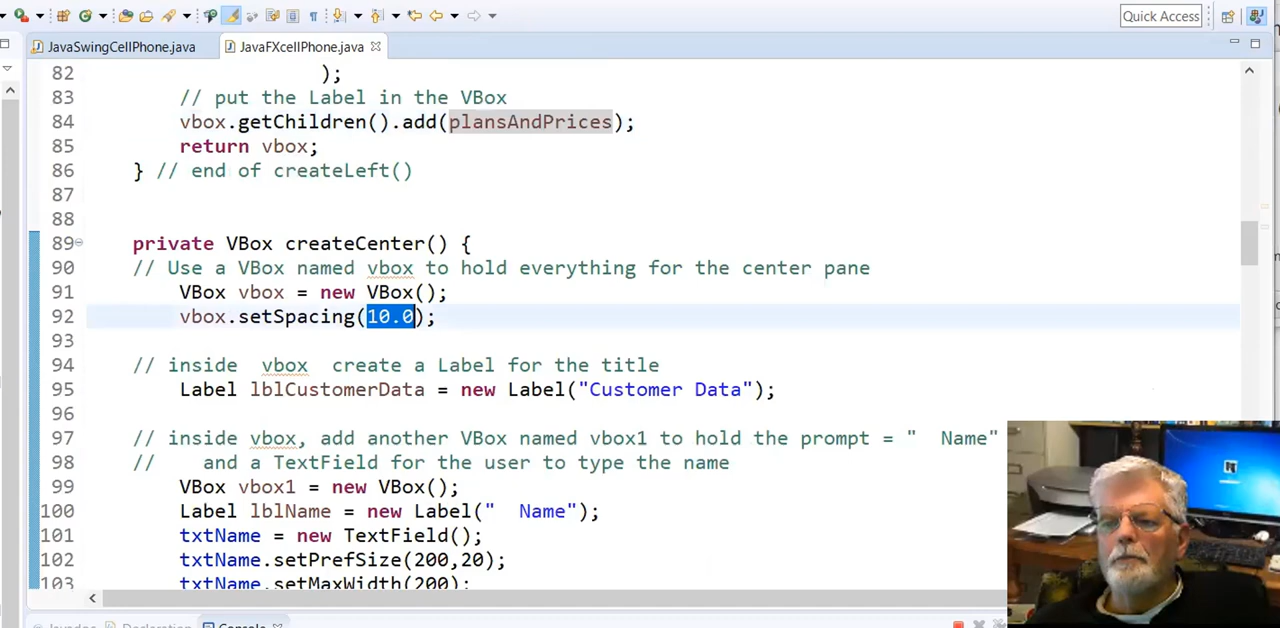 Quick Access
JavaSwingCellPhone.java
JavaFXcellPhone.java
82 );
83 // put the Label in the VBox
84 vbox.getChildren().add(plansAndPrices);
85 return vbox;
86 } // end of createLeft()
87
88
89 private VBox createCenter() {
90 // Use a VBox named vbox to hold everything for the center pane
91 VBox vbox = new VBox();
92 vbox.setSpacing(10.0);
93
94 // inside vbox create a Label for the title
95 Label lblCustomerData = new Label("Customer Data");
96
97 // inside vbox, add another VBox named vbox1 to hold the prompt = "  Name"
98 //    and a TextField for the user to type the name
99 VBox vbox1 = new VBox();
100 Label lblName = new Label("  Name");
101 txtName = new TextField();
102 txtName.setPrefSize(200,20);
103 txtName.setMaxWidth(200);
Javadoc Declaration Console